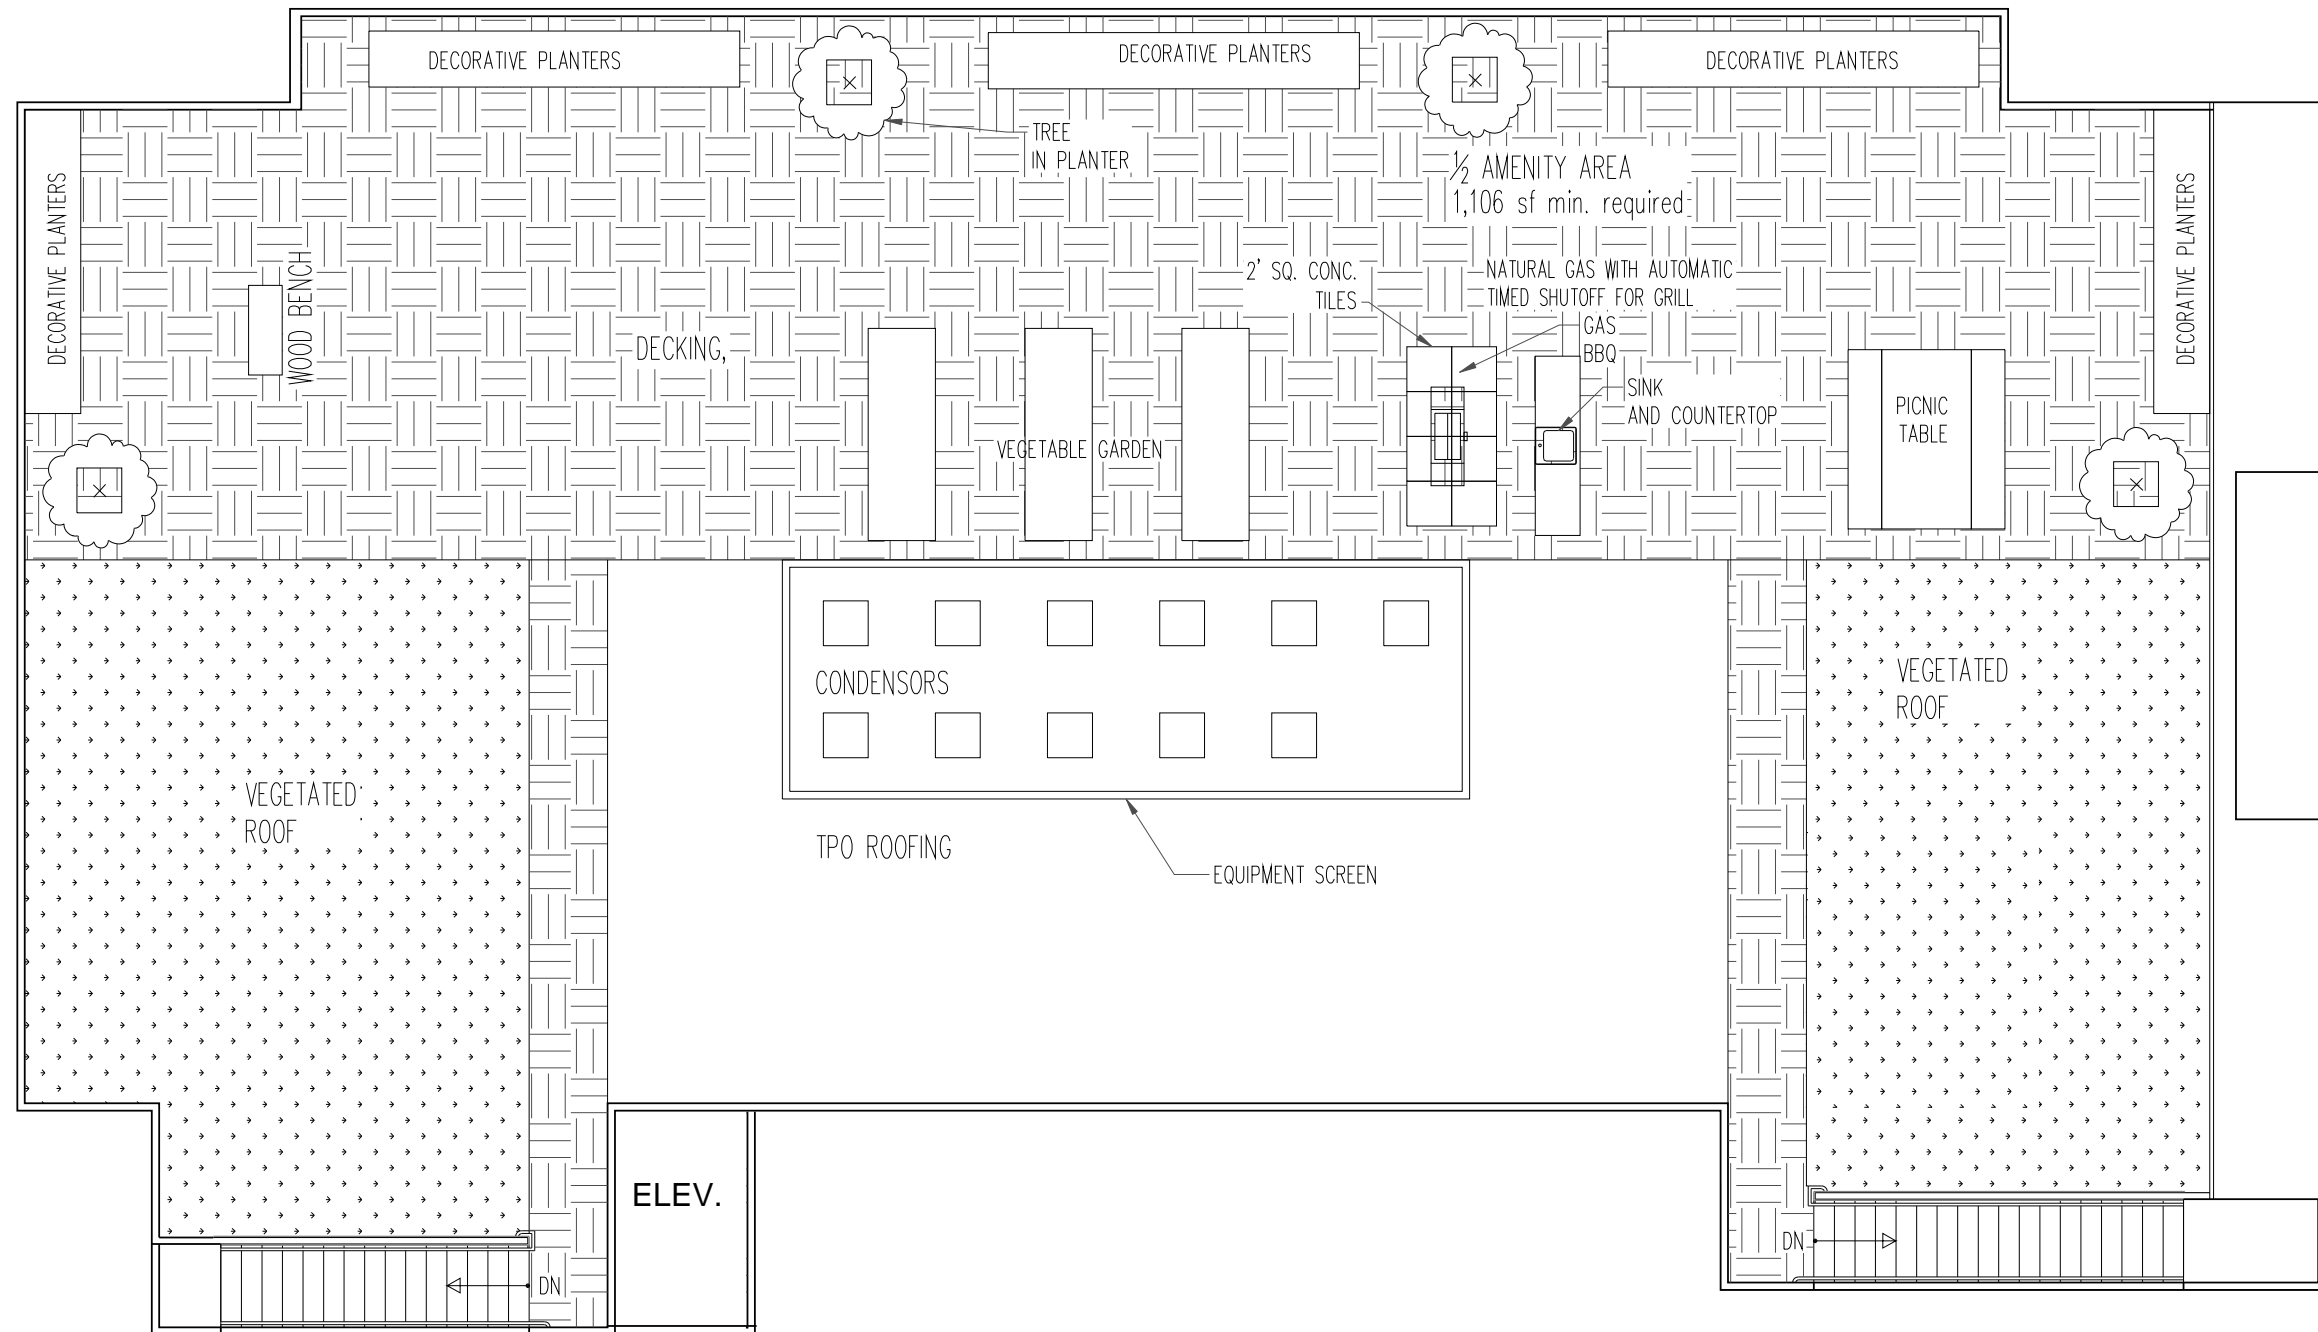 DECORATIVE PLANTERS
DECORATIVE PLANTERS
DECORATIVE PLANTERS
TREE
IN PLANTER
½ AMENITY AREA
1,106 sf min. required
DECORATIVE PLANTERS
WOOD BENCH
DECORATIVE PLANTERS
2' SQ. CONC.
TILES
NATURAL GAS WITH AUTOMATIC
TIMED SHUTOFF FOR GRILL
GAS
BBQ
DECKING,
SINK
AND COUNTERTOP
PICNIC
TABLE
VEGETABLE GARDEN
CONDENSORS
VEGETATED
ROOF
VEGETATED
ROOF
TPO ROOFING
EQUIPMENT SCREEN
ELEV.
DN
DN